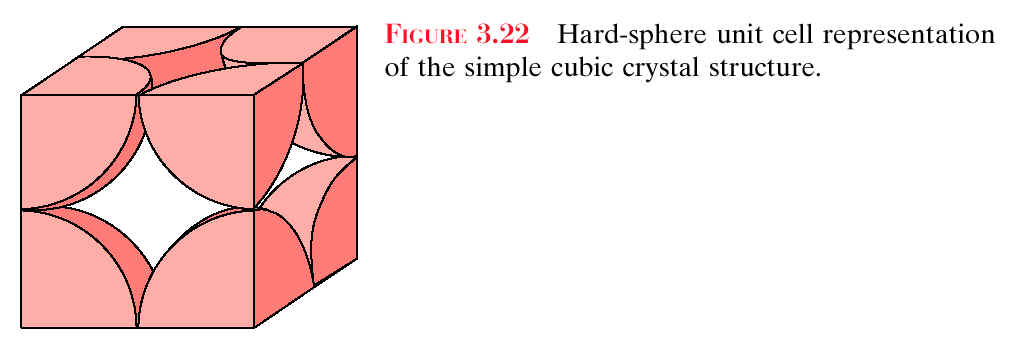 FIGURE 3.22 Hard-sphere unit cell representation
of the simple cubic crystal structure.